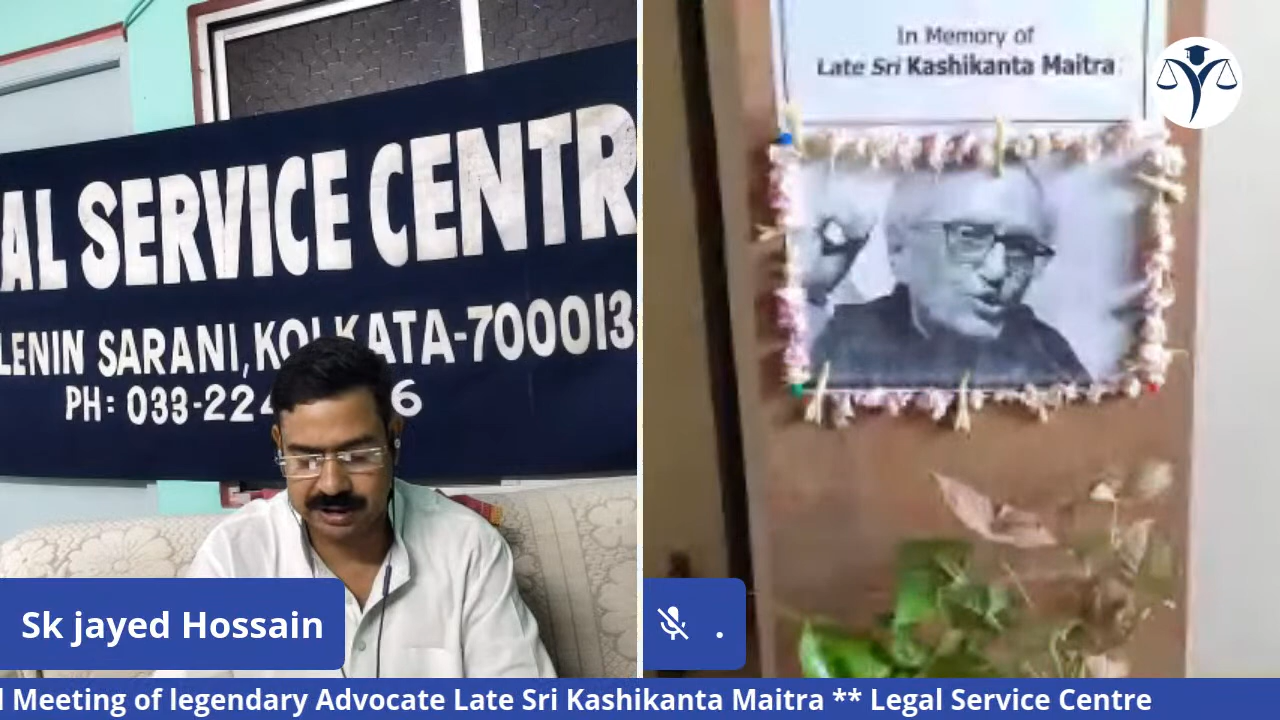 AL SERVICE CENTR
LENIN SARANI, KOLKATA-700013
PH: 033-224 6
Sk jayed Hossain
In Memory of
Late Sri Kashikanta Maitra
.
l Meeting of legendary Advocate Late Sri Kashikanta Maitra ** Legal Service Centre